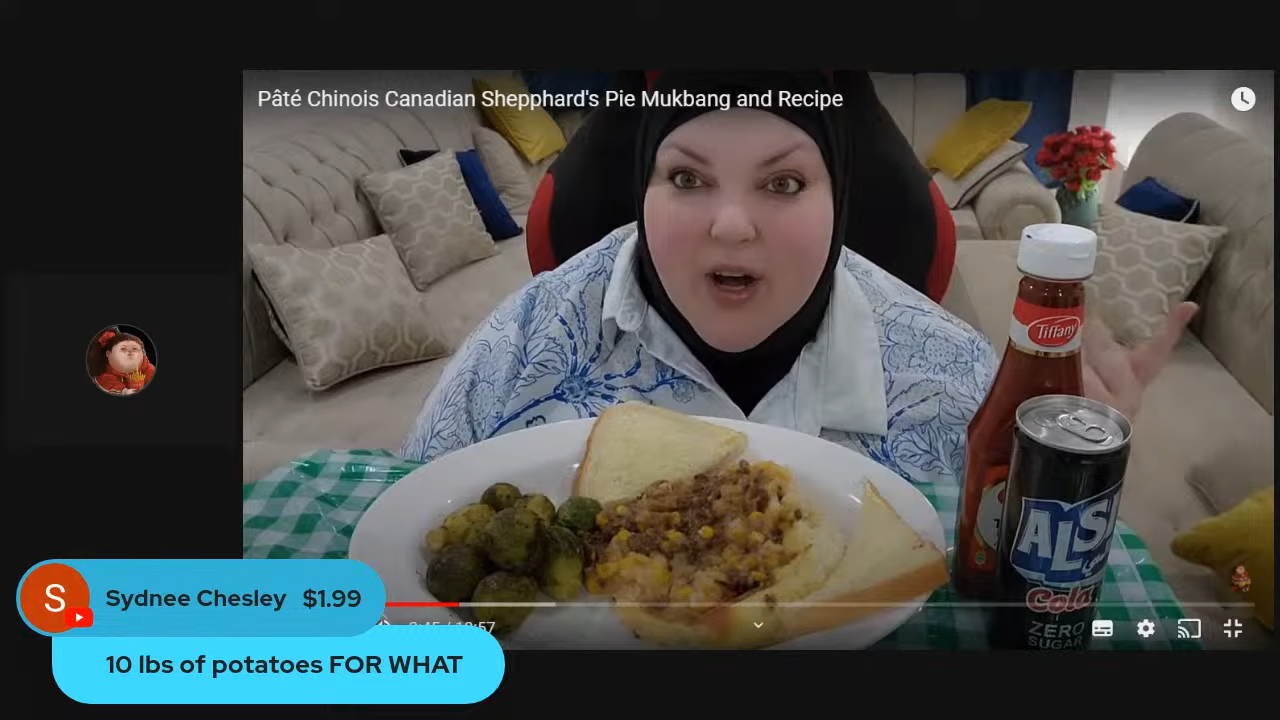 Pâté Chinois Canadian Shepphard's Pie Mukbang and Recipe
Tiffany
ALSI
Cola
ZERO
SUGAR
S
Sydnee Chesley $1.99
10 lbs of potatoes FOR WHAT